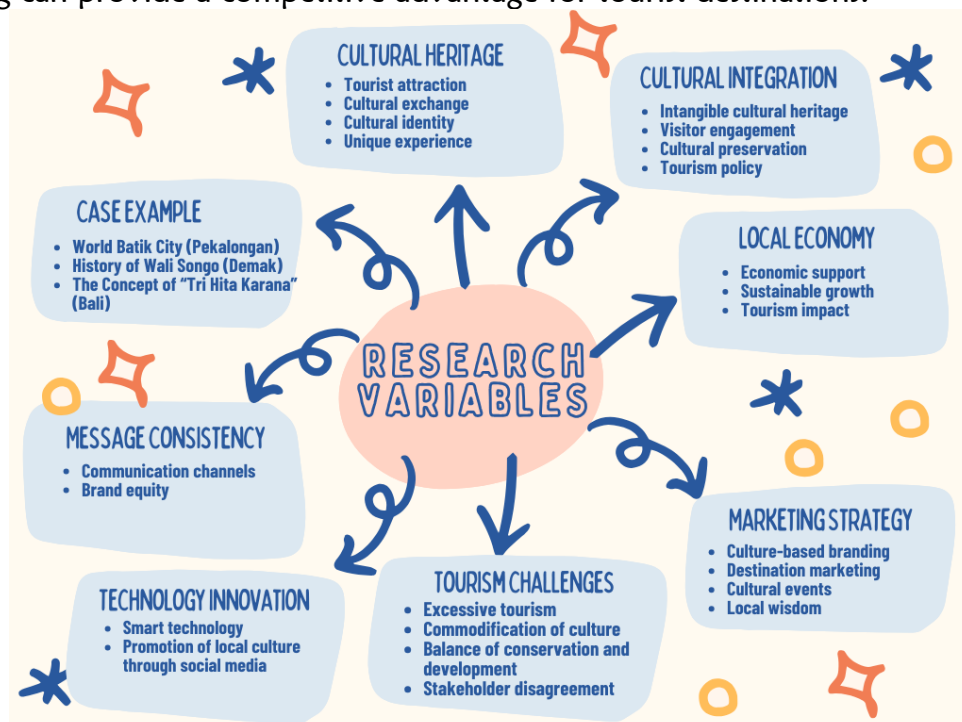 can provide a competitive advantage for tourist destinations.
CULTURAL HERITAGE
• Tourist attraction
• Cultural exchange
• Cultural identity
• Unique experience
CULTURAL INTEGRATION
• Intangible cultural heritage
• Visitor engagement
• Cultural preservation
• Tourism policy
CASE EXAMPLE
• World Batik City (Pekalongan)
• History of Wali Songo (Demak)
• The Concept of “Tri Hita Karana”
(Bali)
LOCAL ECONOMY
• Economic support
• Sustainable growth
• Tourism impact
RESEARCH
VARIABLES
MESSAGE CONSISTENCY
• Communication channels
• Brand equity
MARKETING STRATEGY
• Culture-based branding
• Destination marketing
• Cultural events
• Local wisdom
TECHNOLOGY INNOVATION
• Smart technology
• Promotion of local culture
through social media
TOURISM CHALLENGES
• Excessive tourism
• Commodification of culture
• Balance of conservation and
development
• Stakeholder disagreement